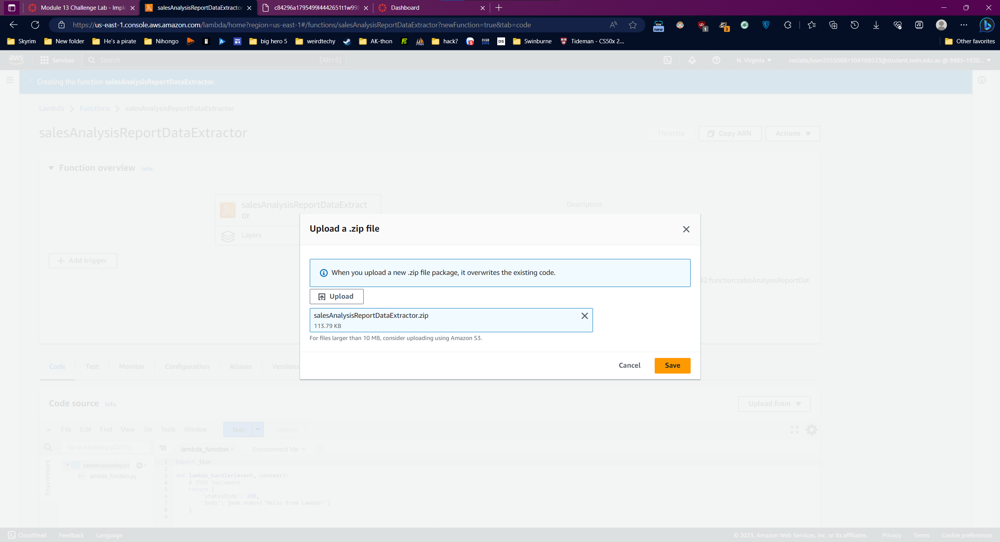 Module 13 Challenge Lab - Imple
salesAnalysisReportDataExtractor
c84296a1795499l4442651t1w998
Dashboard
https://us-east-1.console.aws.amazon.com/lambda/home?region=us-east-1#/functions/salesAnalysisReportDataExtractor?newFunction=true&tab=code
new
1
3
Skyrim
New folder
He's a pirate
Nihongo
big hero 5
weirdtechy
AK-thon
hack?
DS
Swinburne
Tideman - CS50x 2...
Other favorites
aws
Services
Search
[Alt+S]
N. Virginia
voclabs/user2555068=104169523@student.swin.edu.au @ 9985-1920...
Creating the function salesAnalysisReportDataExtractor.
Lambda
Functions
salesAnalysisReportDataExtractor
salesAnalysisReportDataExtractor
Throttle
Copy ARN
Actions
Function overview
Info
salesAnalysisReportDataExtract
or
Description
Layers
Add trigger
42:function:salesAnalysisReportDat
Upload a .zip file
When you upload a new .zip file package, it overwrites the existing code.
Upload
salesAnalysisReportDataExtractor.zip
113.79 KB
For files larger than 10 MB, consider uploading using Amazon S3.
Cancel
Save
Code
Test
Monitor
Configuration
Aliases
Versions
Code source
Info
Upload from
File
Edit
Find
View
Go
Tools
Window
Test
Deploy
Go to Anything (Ctrl-P)
lambda_function
Environment Var
Environment
salesAnalysisReport
lambda_function.py
1 import json
2
3 def lambda_handler(event, context):
4 # TODO implement
5 return {
6 'statusCode': 200,
7 'body': json.dumps('Hello from Lambda!')
8 }
9
CloudShell
Feedback
Language
© 2023, Amazon Web Services, Inc. or its affiliates.
Privacy
Terms
Cookie preferences